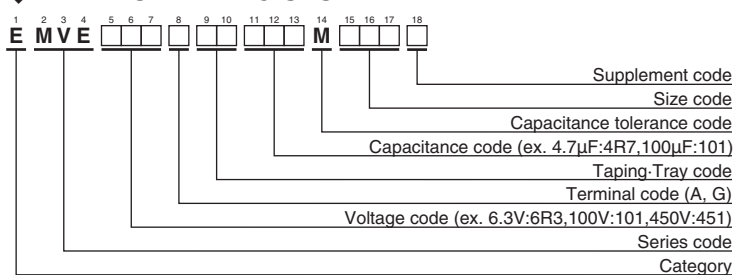 1 2 3 4 5 6 7 8 9 10 11 12 13 14 15 16 17 18
E MVE M
Supplement code
Size code
Capacitance tolerance code
Capacitance code (ex. 4.7μF:4R7,100μF:101)
Taping·Tray code
Terminal code (A, G)
Voltage code (ex. 6.3V:6R3,100V:101,450V:451)
Series code
Category